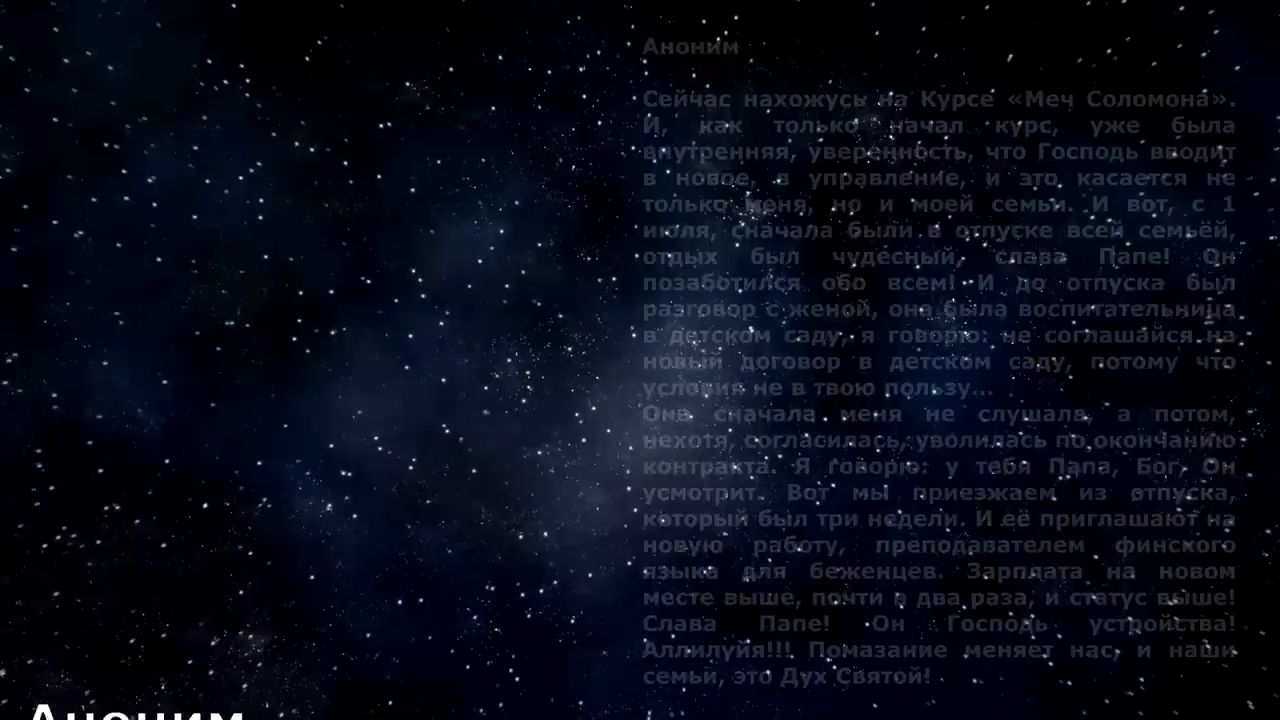 Аноним
Сейчас нахожусь на Курсе «Меч Соломона».
И, как только начал курс, уже была
внутренняя, уверенность, что Господь вводит
в новое, в управление, и это касается не
только меня, но и моей семьи. И вот, с 1
июля, сначала были в отпуске всей семьёй,
отдых был чудесный, слава Папе! Он
позаботился обо всем! И до отпуска был
разговор с женой, она была воспитательница
в детском саду, я говорю: не соглашайся на
новый договор в детском саду, потому что
условия не в твою пользу...
Она сначала меня не слушала, а потом,
нехотя, согласилась, уволилась по окончанию
контракта. Я говорю: у тебя Папа, Бог, Он
усмотрит. Вот мы приезжаем из отпуска,
который был три недели. И её приглашают на
новую работу, преподавателем финского
языка для беженцев. Зарплата на новом
месте выше, почти в два раза, и статус выше!
Слава Папе! Он Господь устройства!
Аллилуйя!!! Помазание меняет нас, и наши
семьи, это Дух Святой!
Аноним